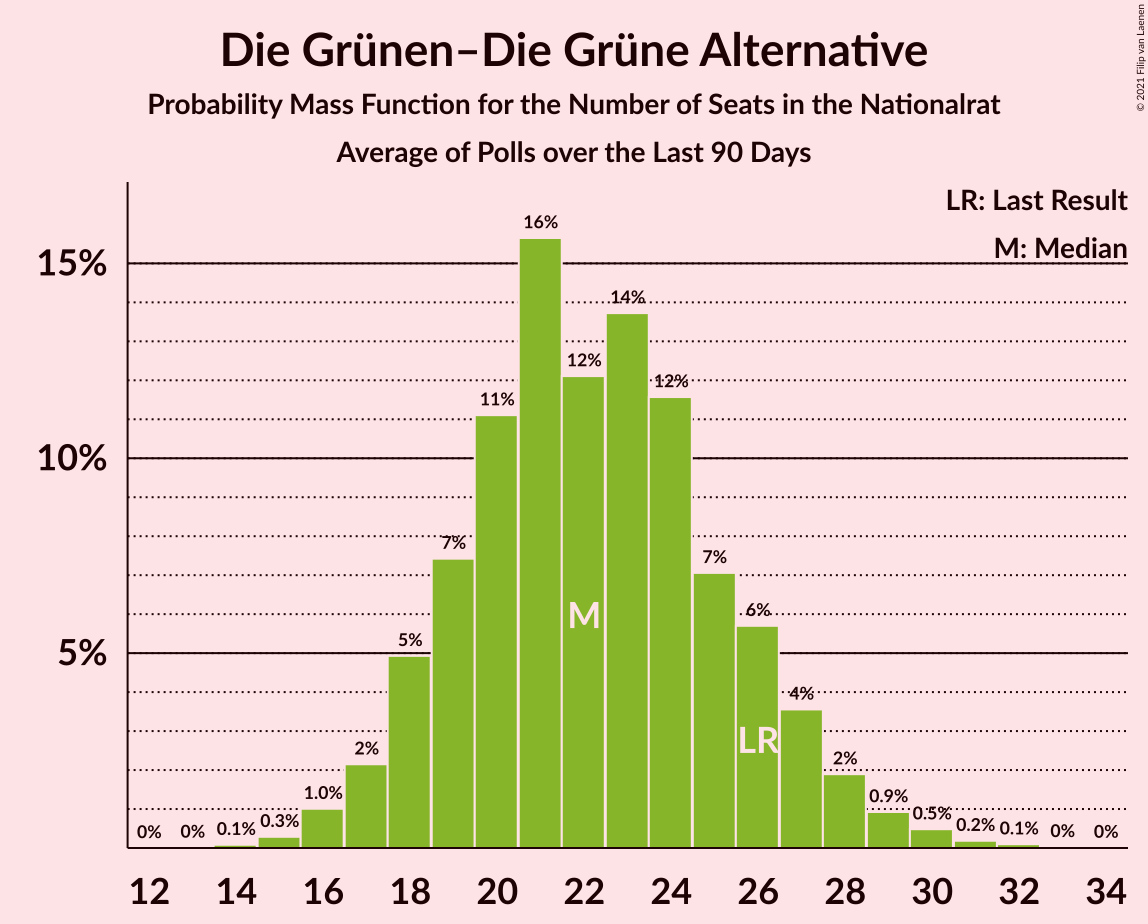 Die Grünen–Die Grüne Alternative
Probability Mass Function for the Number of Seats in the Nationalrat
Average of Polls over the Last 90 Days
© 2021 Filip van Laenen
LR: Last Result
M: Median
15%
10%
5%
0% 0% 0.1% 0.3% 1.0% 2% 5% 7% 11% 16% 12% 14% 12% 7% 6% 4% 2% 0.9% 0.5% 0.2% 0.1% 0% 0%
M
LR
12 14 16 18 20 22 24 26 28 30 32 34